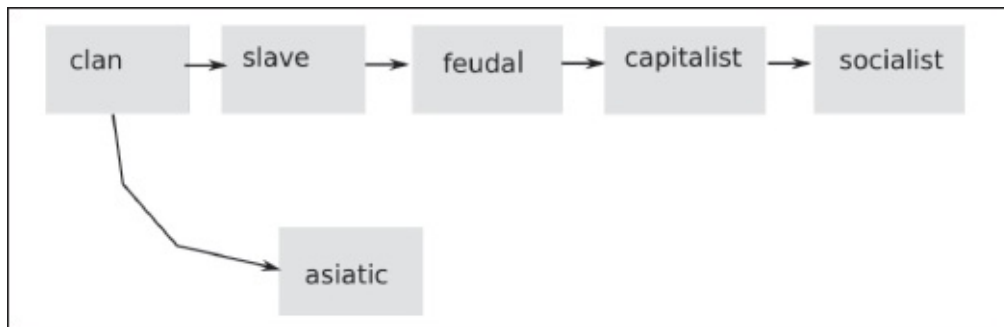 clan
slave
feudal
capitalist
socialist
asiatic